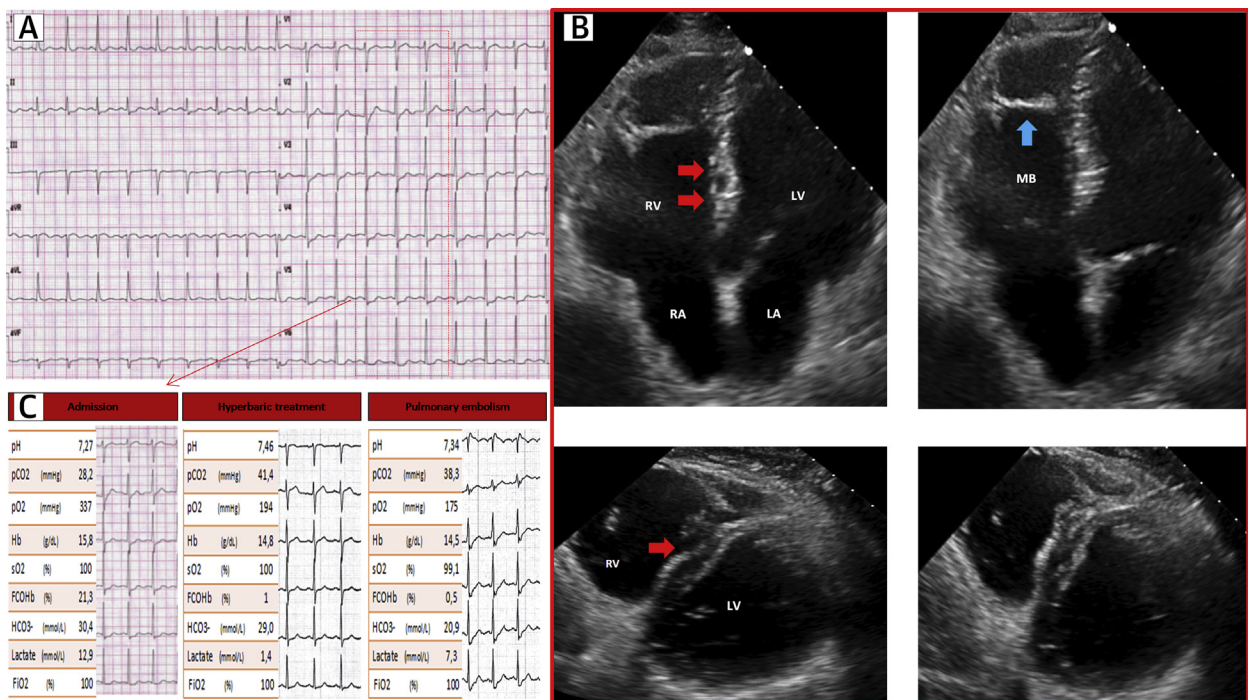 A
I
V1
II
V2
III
V3
aVR
V4
aVL
V5
aVF
V6
B
RV
LV
RA
LA
MB
RV
LV
C
Admission
pH 7,27
pCO2 (mmHg) 28,2
pO2 (mmHg) 337
Hb (g/dL) 15,8
sO2 (%) 100
FCOHb (%) 21,3
HCO3- (mmol/L) 30,4
Lactate (mmol/L) 12,9
FiO2 (%) 100
Hyperbaric treatment
pH 7,46
pCO2 (mmHg) 41,4
pO2 (mmHg) 194
Hb (g/dL) 14,8
sO2 (%) 100
FCOHb (%) 1
HCO3- (mmol/L) 29,0
Lactate (mmol/L) 1,4
FiO2 (%) 100
Pulmonary embolism
pH 7,34
pCO2 (mmHg) 38,3
pO2 (mmHg) 175
Hb (g/dL) 14,5
sO2 (%) 99,1
FCOHb (%) 0,5
HCO3- (mmol/L) 20,9
Lactate (mmol/L) 7,3
FiO2 (%) 100